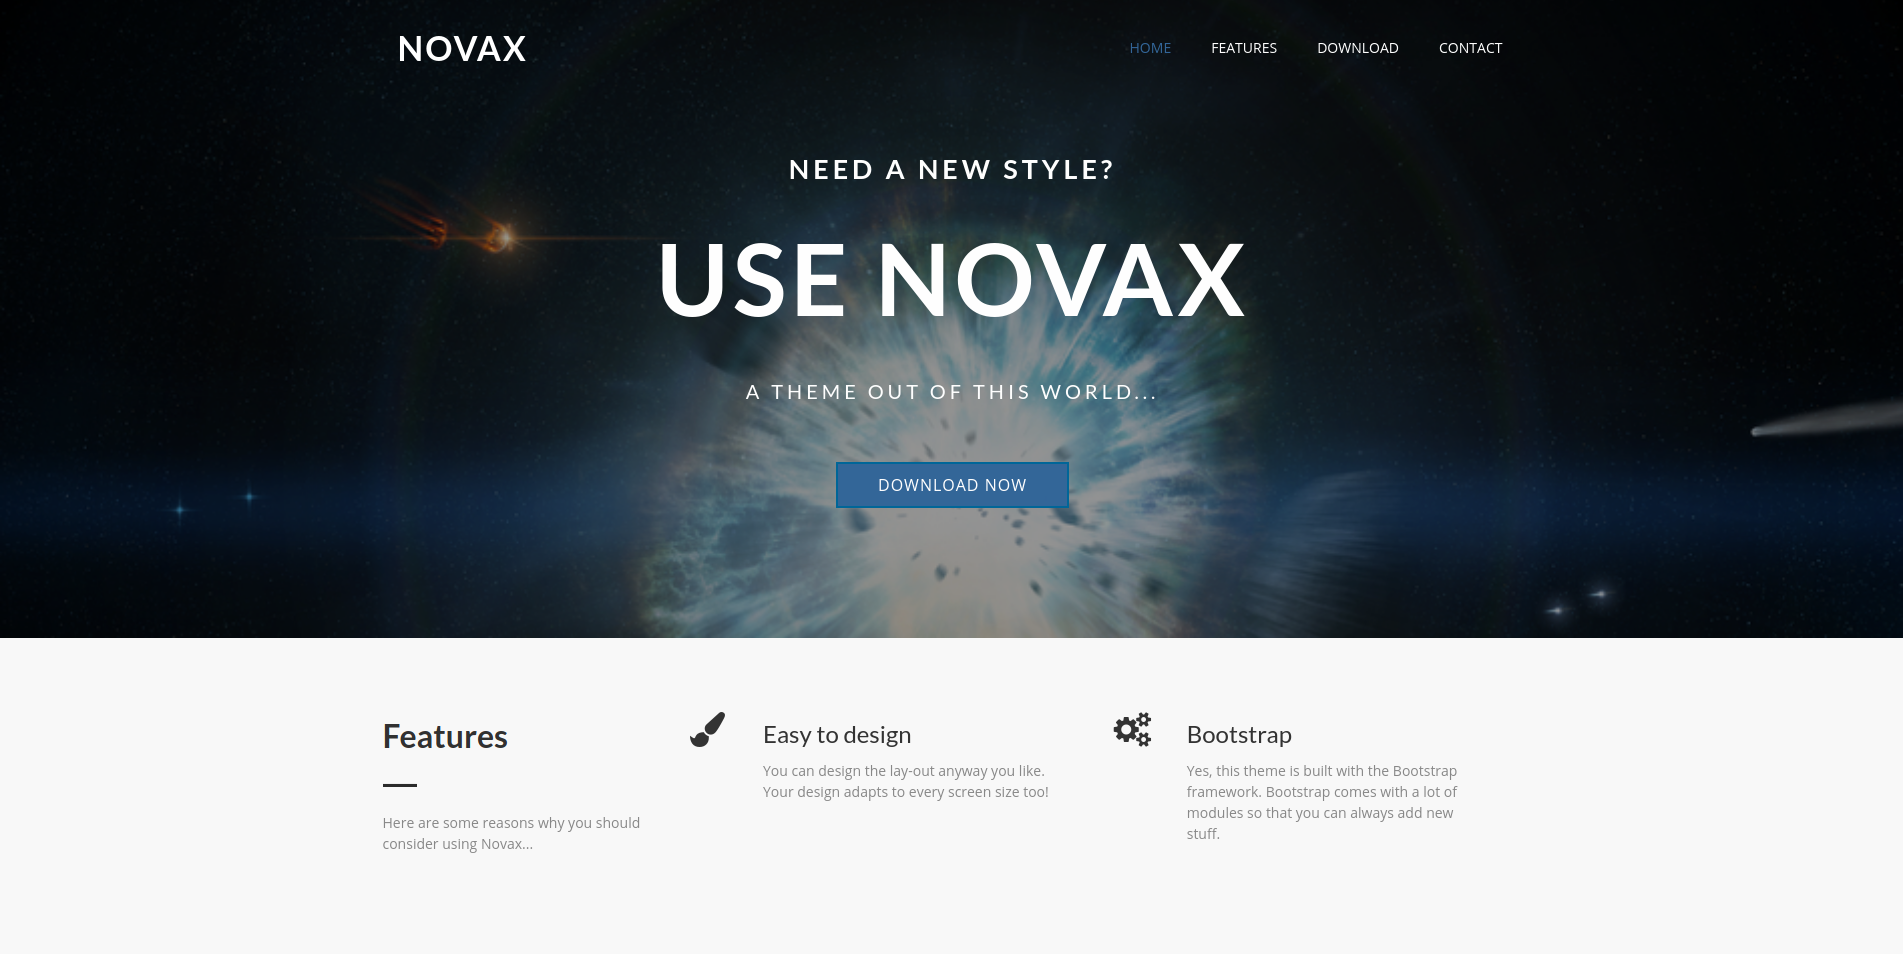 NOVAX
HOME FEATURES DOWNLOAD CONTACT
NEED A NEW STYLE?
USE NOVAX
A THEME OUT OF THIS WORLD...
DOWNLOAD NOW
Features
Here are some reasons why you should
consider using Novax...
Easy to design
You can design the lay-out anyway you like.
Your design adapts to every screen size too!
Bootstrap
Yes, this theme is built with the Bootstrap
framework. Bootstrap comes with a lot of
modules so that you can always add new
stuff.